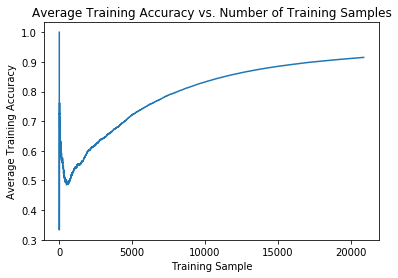 Average Training Accuracy vs. Number of Training Samples
1.0
0.9
0.8
0.7
0.6
0.5
0.4
0.3
Average Training Accuracy
0 5000 10000 15000 20000
Training Sample